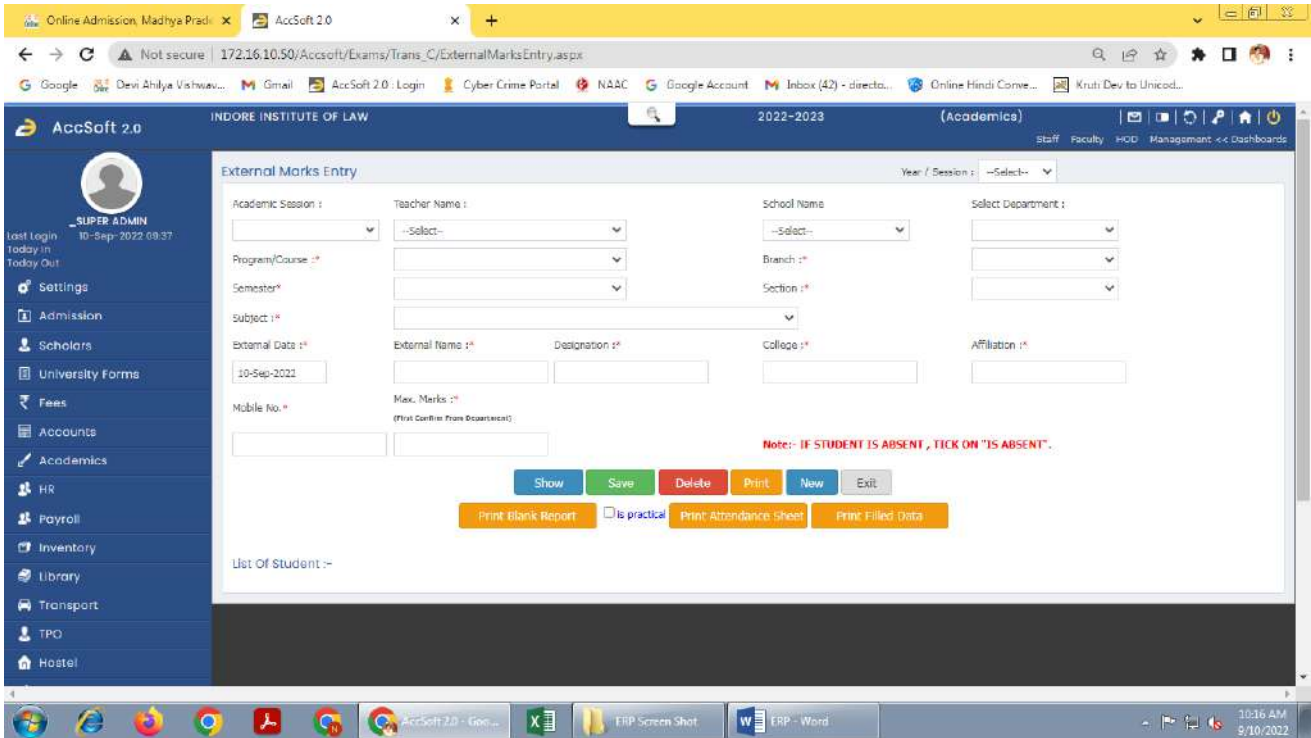 Online Admission, Madhya Prade
AccSoft 2.0
Not secure | 172.16.10.50/Accsoft/Exams/Trans_C/ExternalMarksEntry.aspx
Google
Devi Ahilya Vishwav...
Gmail
AccSoft 2.0 : Login
Cyber Crime Portal
NAAC
Google Account
Inbox (42) - directo...
Online Hindi Conve...
Kruti Dev to Unicod...
AccSoft 2.0
INDORE INSTITUTE OF LAW
2022-2023
(Academics)
Staff Faculty HOD Management << Dashboards
_SUPER ADMIN
Last Login 10-Sep-2022 09:37
Today In
Today Out
Settings
Admission
Scholars
University Forms
Fees
Accounts
Academics
HR
Payroll
Inventory
Library
Transport
TPO
Hostel
External Marks Entry
Year / Session : --Select--
Academic Session :
Teacher Name :
School Name
Select Department :
--Select--
--Select--
Program/Course :*
Branch :*
Semester*
Section :*
Subject :*
External Date :*
External Name :*
Designation :*
College :*
Affiliation :*
10-Sep-2022
Mobile No.*
Max. Marks :*
(First Confirm From Department)
Note:- IF STUDENT IS ABSENT , TICK ON "IS ABSENT".
Show
Save
Delete
Print
New
Exit
Print Blank Report
is practical
Print Attendance Sheet
Print Filled Data
List Of Student :-
AccSoft 2.0 - Goo...
ERP Screen Shot
ERP - Word
10:16 AM
9/10/2022